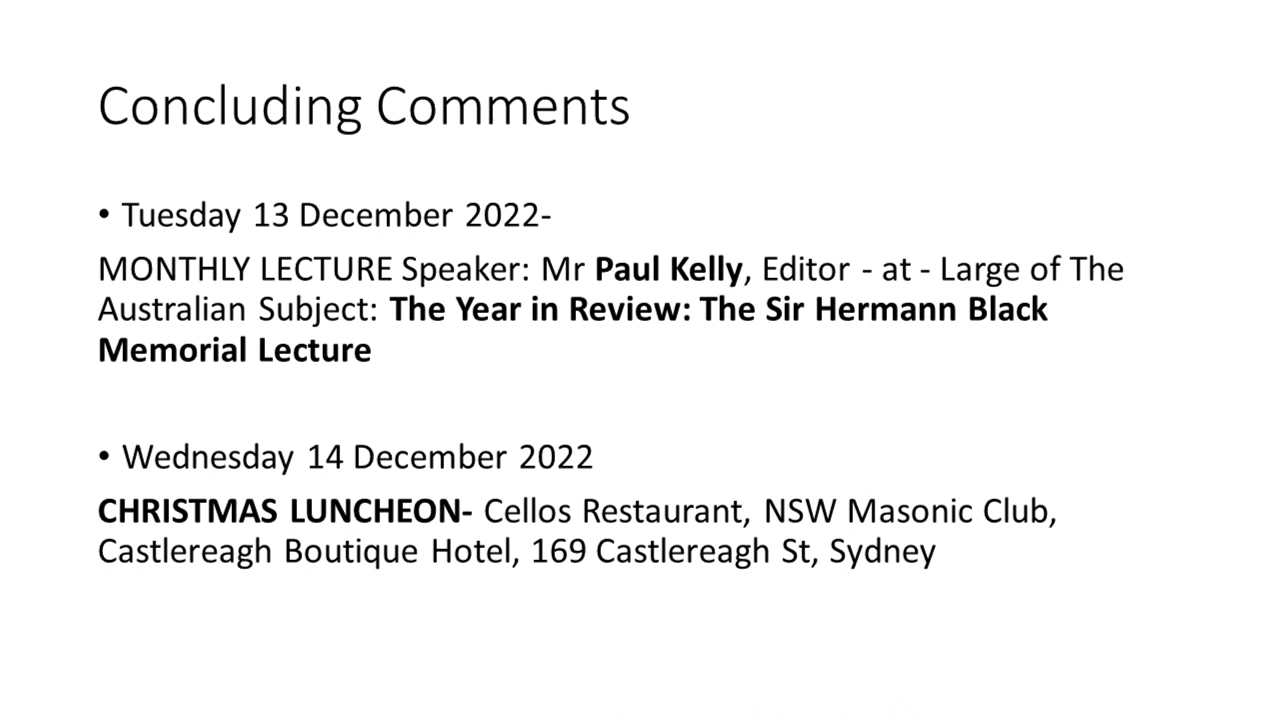 Concluding Comments
• Tuesday 13 December 2022-
MONTHLY LECTURE Speaker: Mr Paul Kelly, Editor - at - Large of The
Australian Subject: The Year in Review: The Sir Hermann Black
Memorial Lecture
• Wednesday 14 December 2022
CHRISTMAS LUNCHEON- Cellos Restaurant, NSW Masonic Club,
Castlereagh Boutique Hotel, 169 Castlereagh St, Sydney